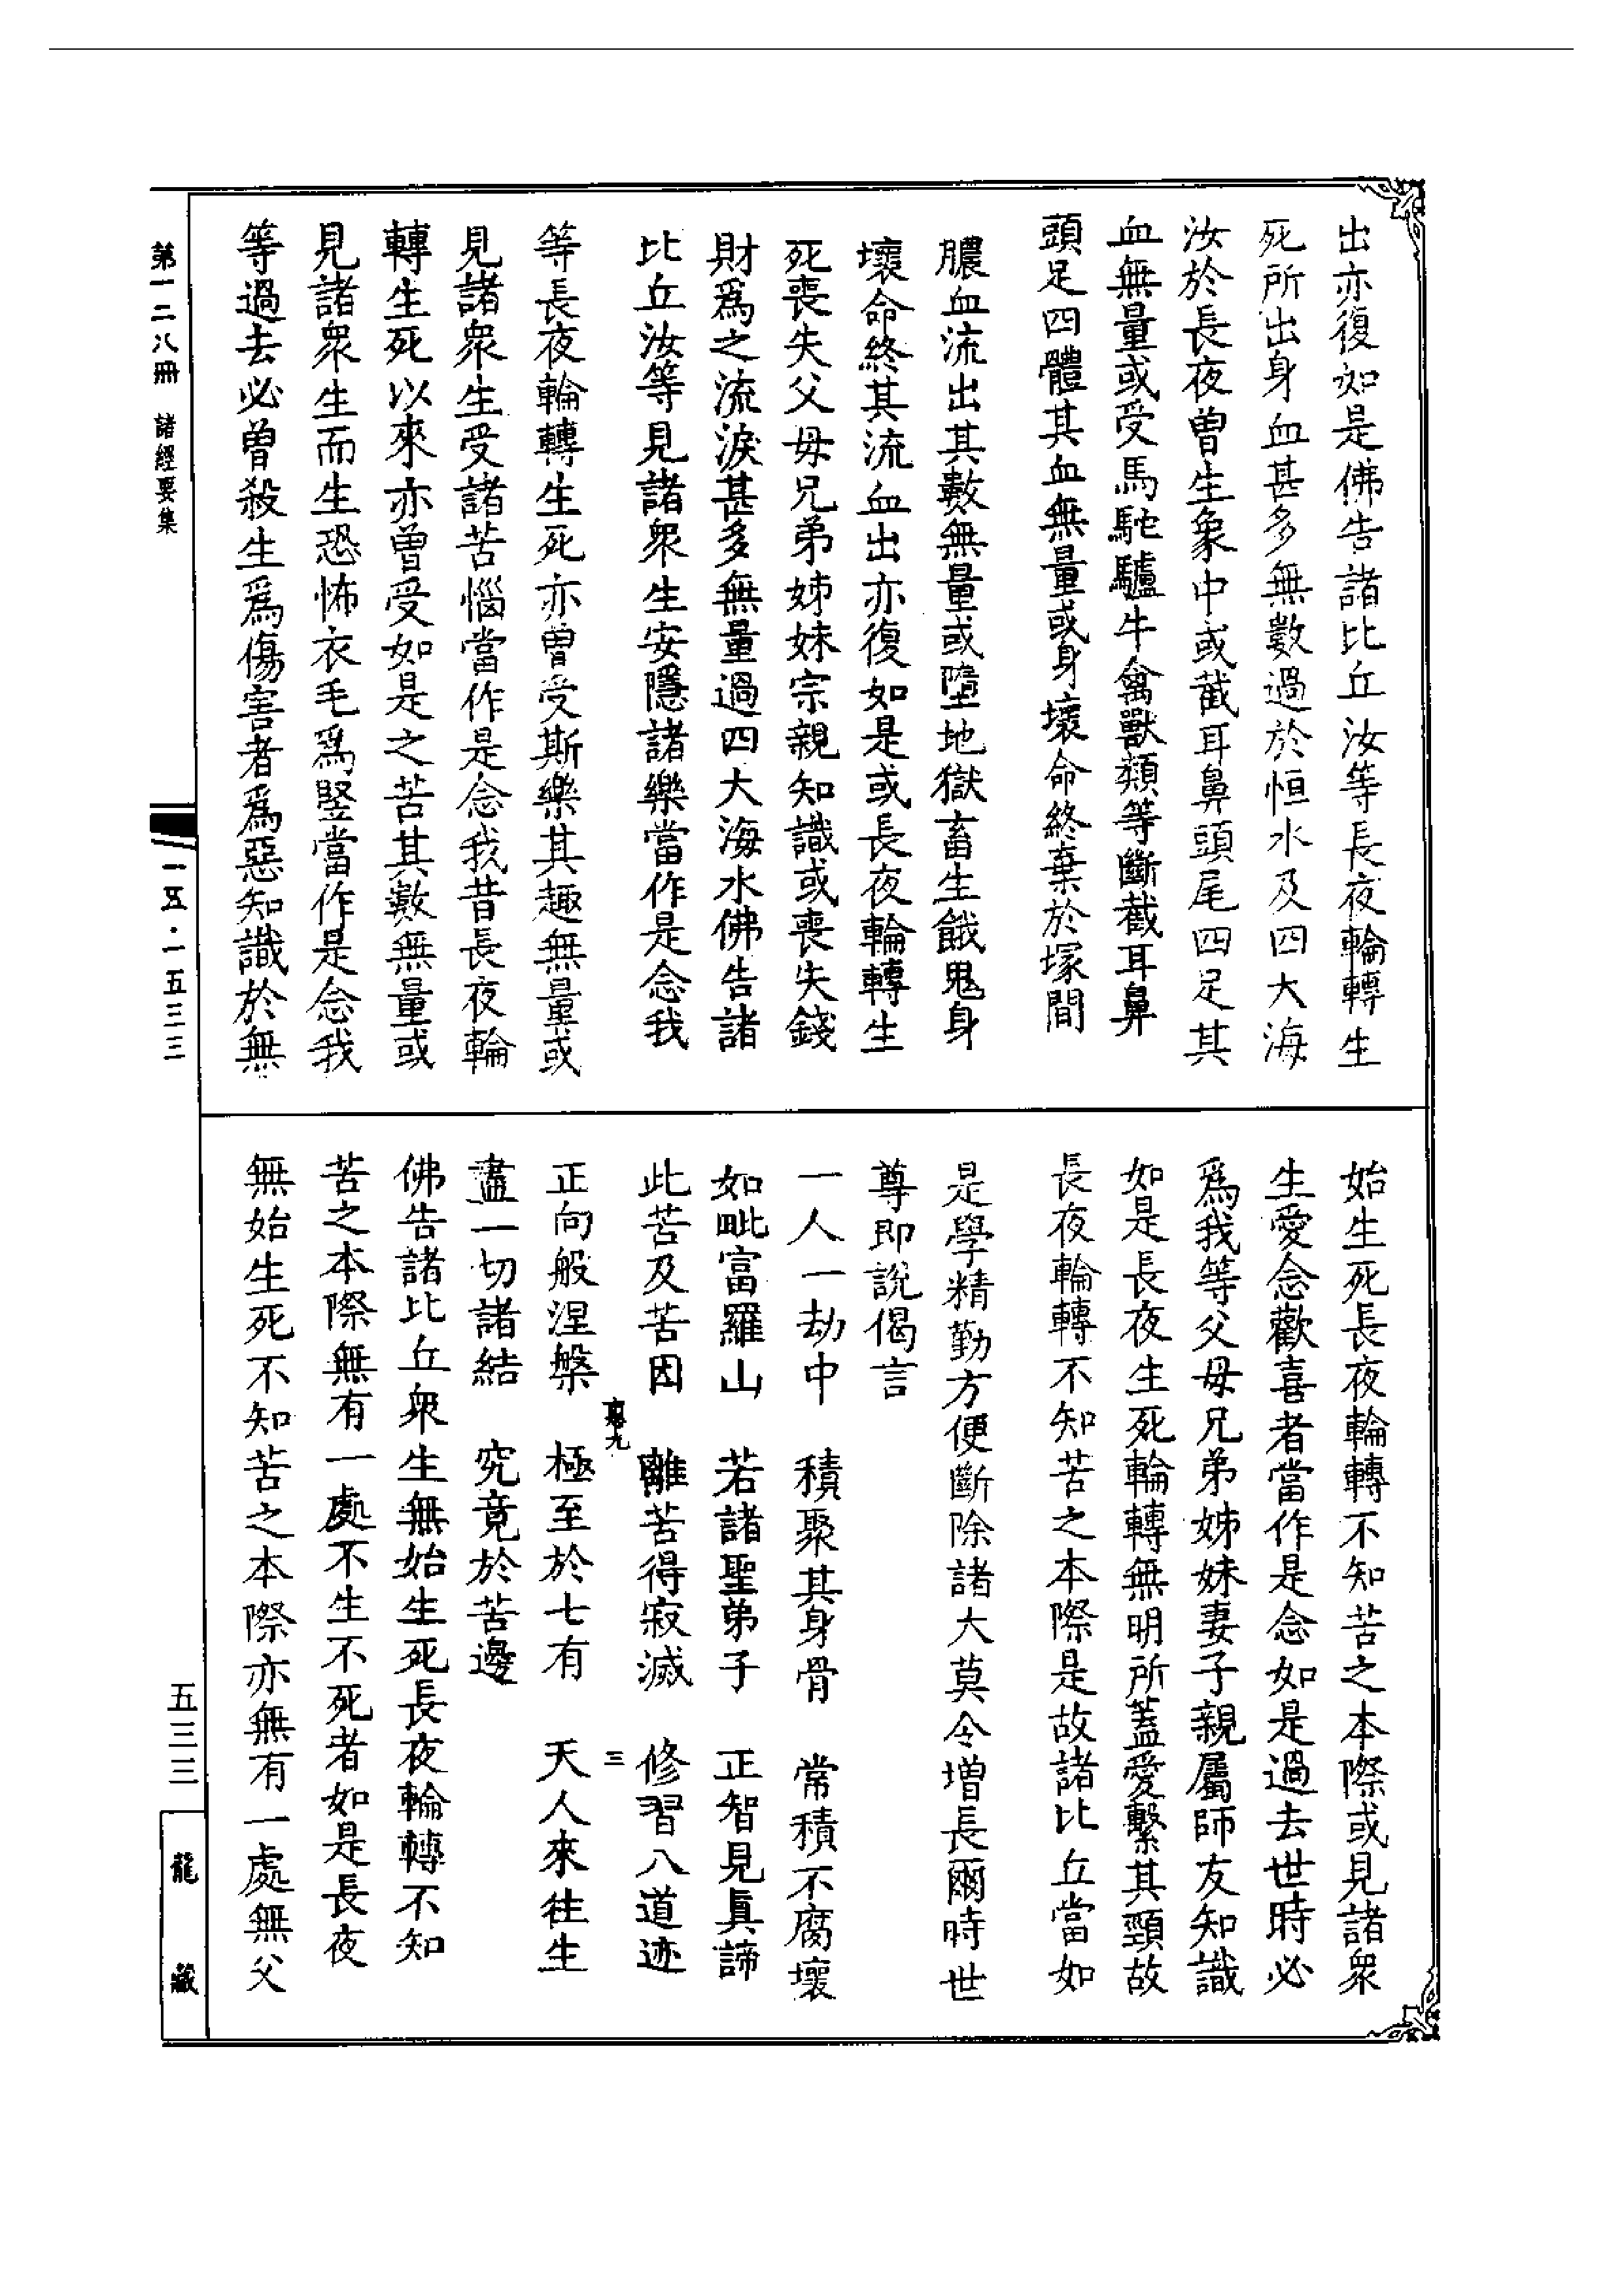 出亦復如是佛告諸比丘汝等長夜輪轉生
死所出身血甚多無數過於恒水及四大海
汝於長夜曾生象中或截耳鼻頭尾四足其
血無量或受馬駝驢牛禽獸類等斷截耳鼻
頭足四體其血無量或身壞命終棄於塚間
膿血流出其數無量或墮地獄畜生餓鬼身
壞命終其流血出亦復如是或長夜輪轉生
死喪失父母兄弟姊妹宗親知識或喪失錢
財為之流淚甚多無量過四大海水佛告諸
比丘汝等見諸衆生安隱諸樂當作是念我
等長夜輪轉生死亦曾受斯樂其趣無量或
見諸衆生受諸苦惱當作是念我昔長夜輪
轉生死以來亦曾受如是之苦其數無量或
見諸衆生而生恐怖衣毛爲竪當作是念我
等過去必曾殺生爲傷害者爲惡知識於無
始生死長夜輪轉不知苦之本際或見諸衆
生愛念歡喜者當作是念如是過去世時必
爲我等父母兄弟姊妹妻子親屬師友知識
如是長夜生死輪轉無明所蓋愛繫其頸故
長夜輪轉不知苦之本際是故諸比丘當如
是學精勤方便斷除諸大莫令增長爾時世
尊即說偈言
一人一劫中　積聚其身骨　常積不腐壞
如毗富羅山　若諸聖弟子　正智見眞諦
此苦及苦因　離苦得寂滅　修習八道迹
正向般涅槃　極至於七有　天人來往生
盡一切諸結　究竟於苦邊
佛告諸比丘衆生無始生死長夜輪轉不知
苦之本際無有一處不生不死者如是長夜
無始生死不知苦之本際亦無有一處無父
第一二八冊　諸經要集
一五·一五三三
五三三
龍藏
三